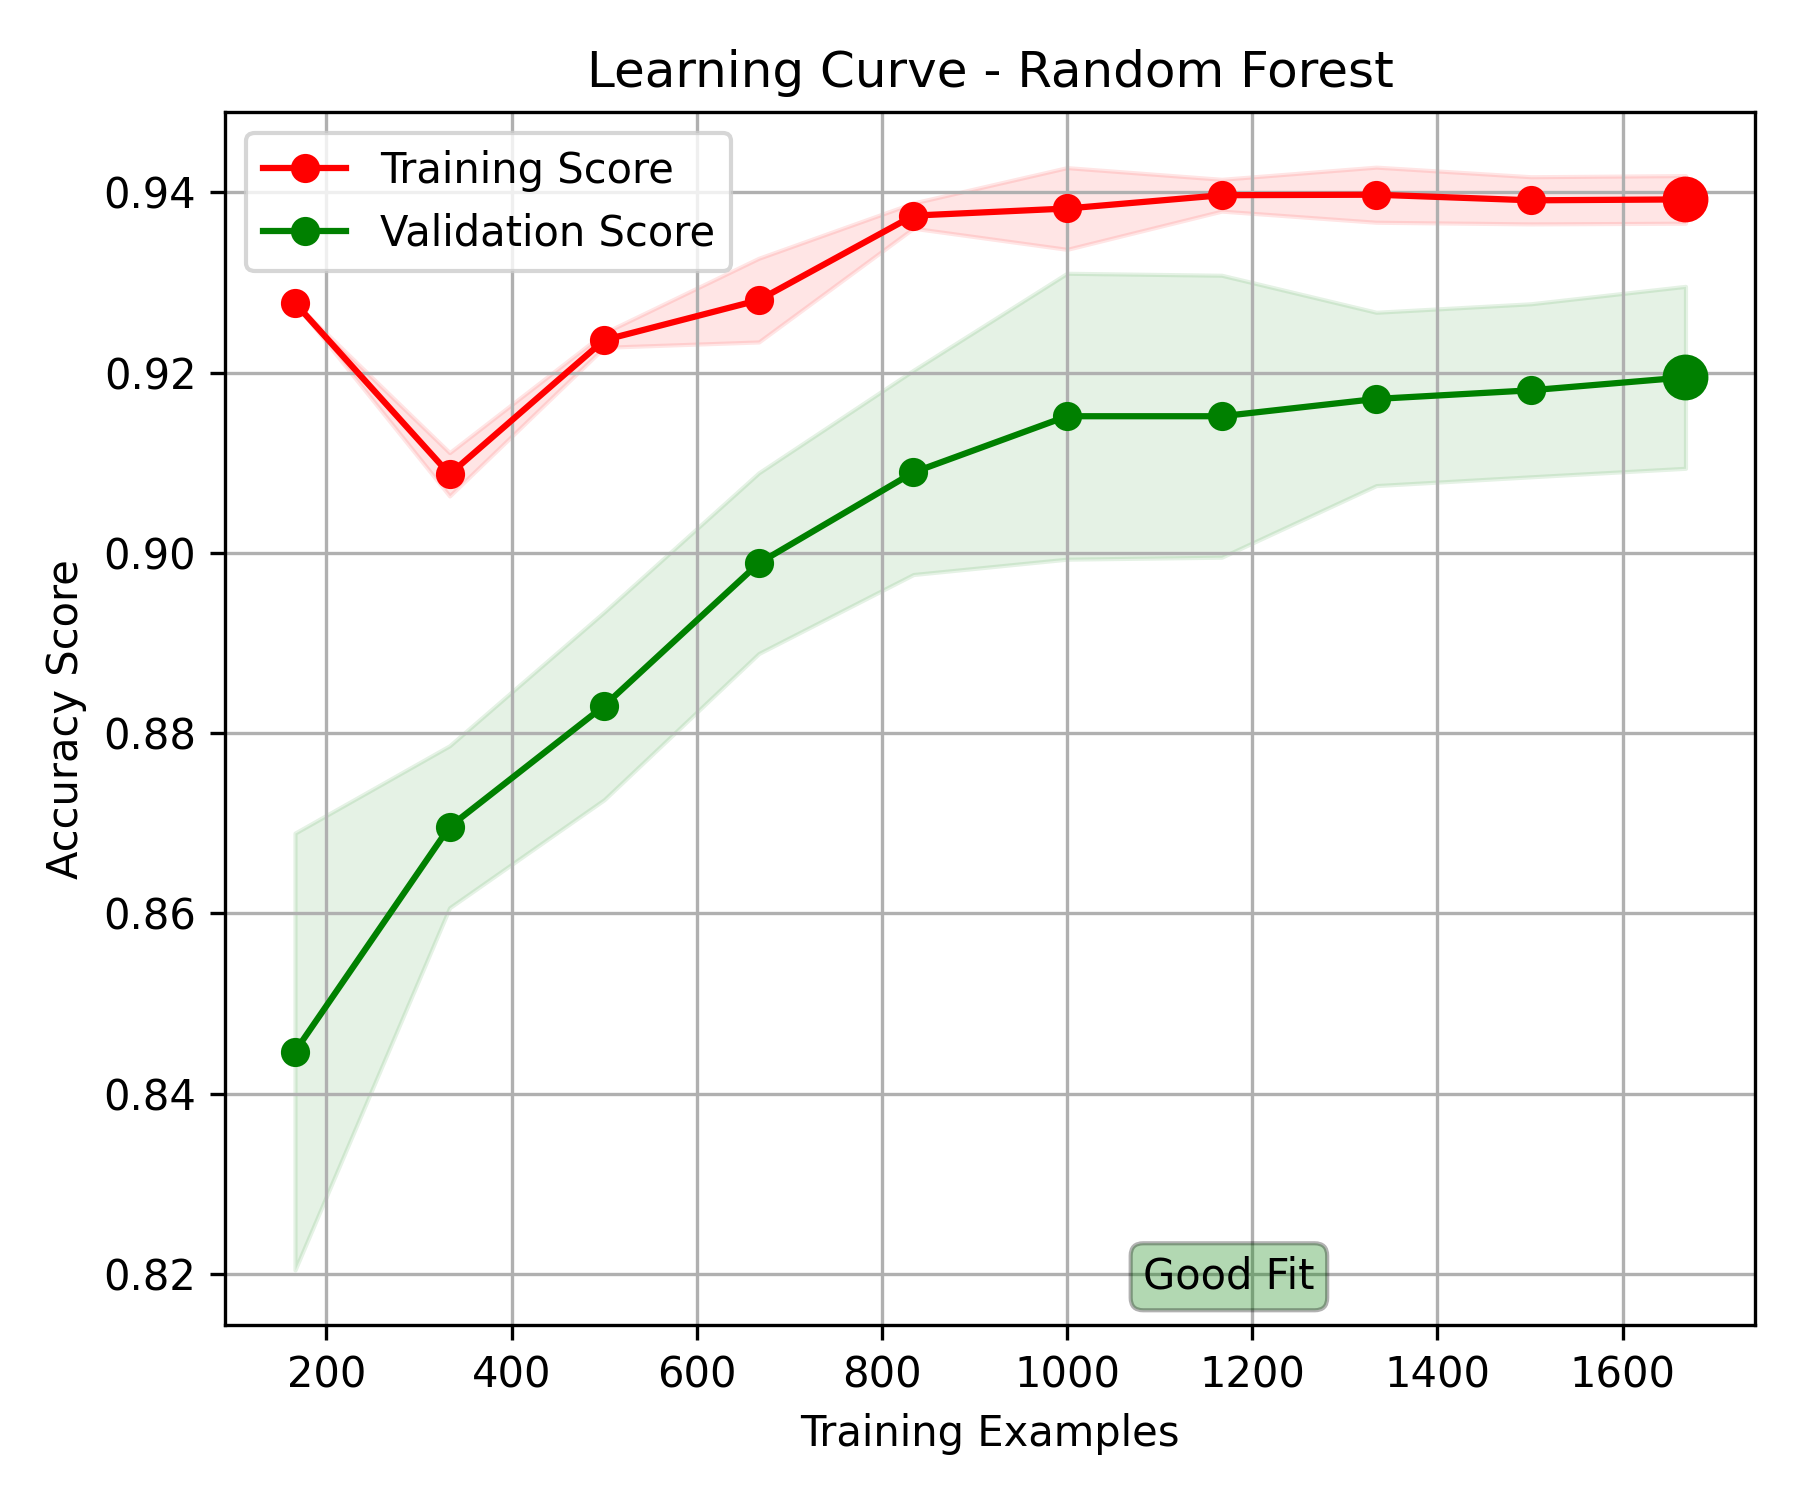 Learning Curve - Random Forest
Training Score
Validation Score
0.94
0.92
0.90
0.88
0.86
0.84
0.82
Accuracy Score
Good Fit
200 400 600 800 1000 1200 1400 1600
Training Examples